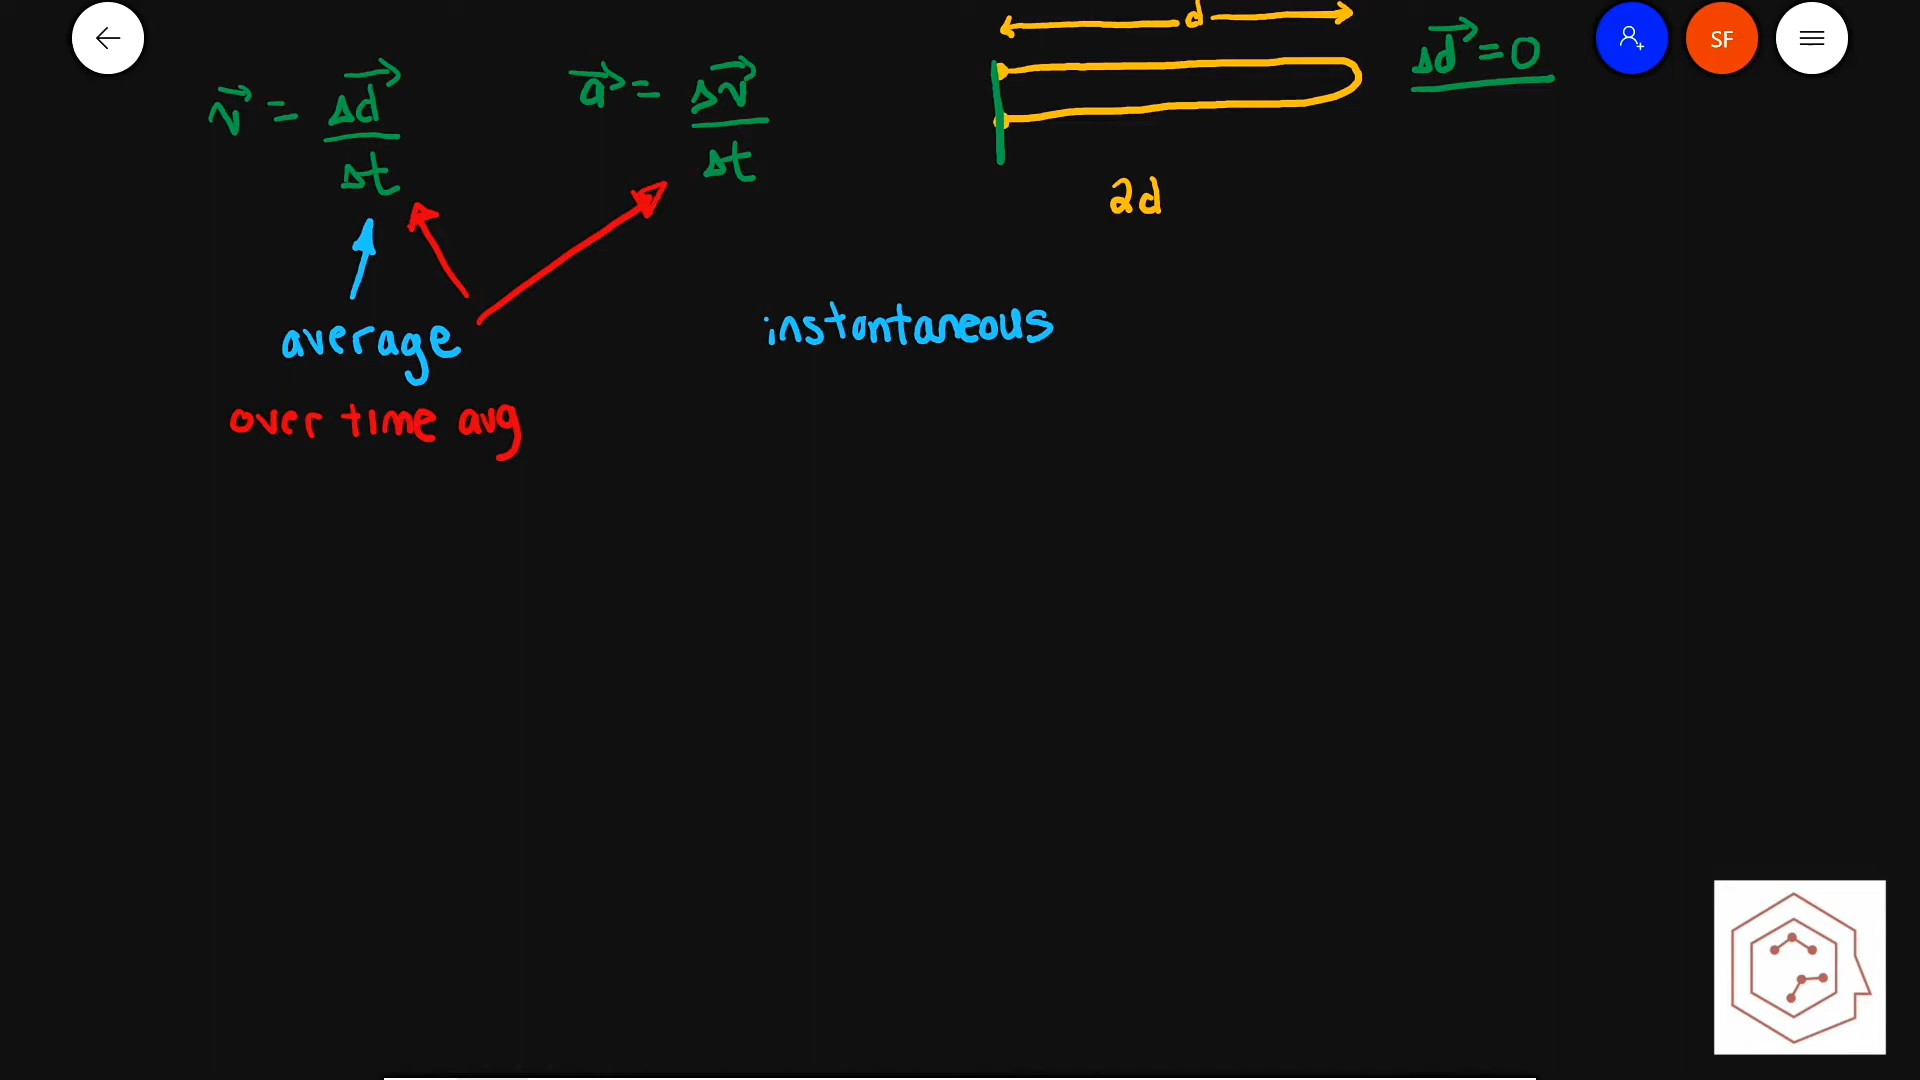 d
Δd⃗ = 0
SF
v⃗ = Δd⃗ / Δt
a⃗ = Δv⃗ / Δt
2d
average
instantaneous
over time avg